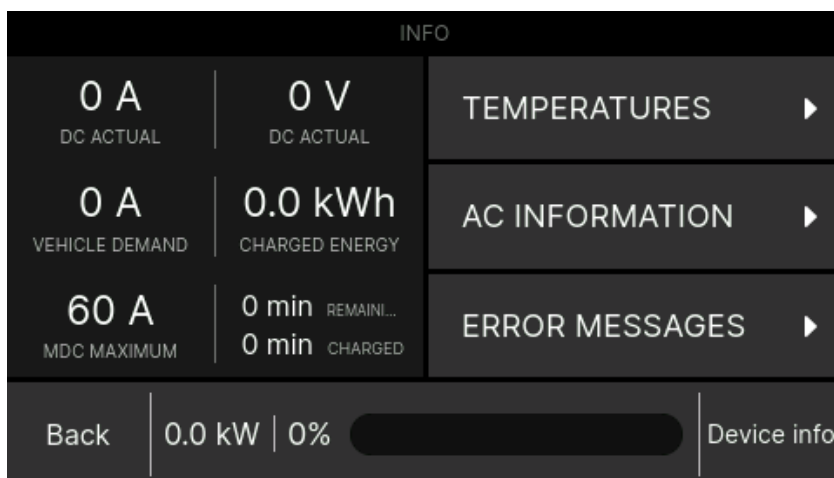 INFO
0 A
DC ACTUAL
0 V
DC ACTUAL
0 A
VEHICLE DEMAND
0.0 kWh
CHARGED ENERGY
60 A
MDC MAXIMUM
0 min REMAINI...
0 min CHARGED
TEMPERATURES
AC INFORMATION
ERROR MESSAGES
Back
0.0 kW
0%
Device info